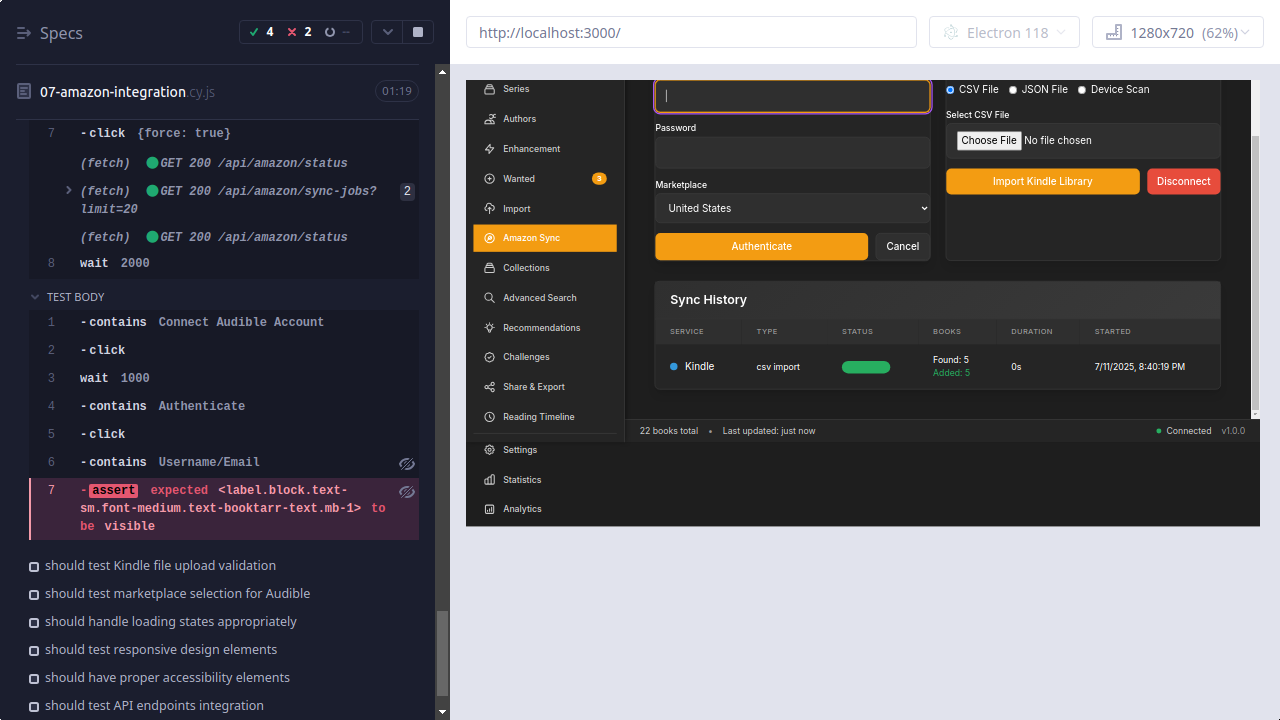 Specs
4
2
--
07-amazon-integration.cy.js
01:19
7 -click {force: true}
(fetch) GET 200 /api/amazon/status
(fetch) GET 200 /api/amazon/sync-jobs?
limit=20
2
(fetch) GET 200 /api/amazon/status
8 wait 2000
TEST BODY
1 -contains Connect Audible Account
2 -click
3 wait 1000
4 -contains Authenticate
5 -click
6 -contains Username/Email
7 -assert expected <label.block.text-
sm.font-medium.text-booktarr-text.mb-1> to
be visible
should test Kindle file upload validation
should test marketplace selection for Audible
should handle loading states appropriately
should test responsive design elements
should have proper accessibility elements
should test API endpoints integration
http://localhost:3000/
Electron 118
1280x720 (62%)
Series
Authors
Enhancement
Wanted 3
Import
Amazon Sync
Collections
Advanced Search
Recommendations
Challenges
Share & Export
Reading Timeline
Settings
Statistics
Analytics
Password
Marketplace
United States
Authenticate
Cancel
CSV File JSON File Device Scan
Select CSV File
Choose File No file chosen
Import Kindle Library
Disconnect
Sync History
SERVICE TYPE STATUS BOOKS DURATION STARTED
Kindle csv import Found: 5 0s 7/11/2025, 8:40:19 PM
Added: 5
22 books total • Last updated: just now
Connected v1.0.0